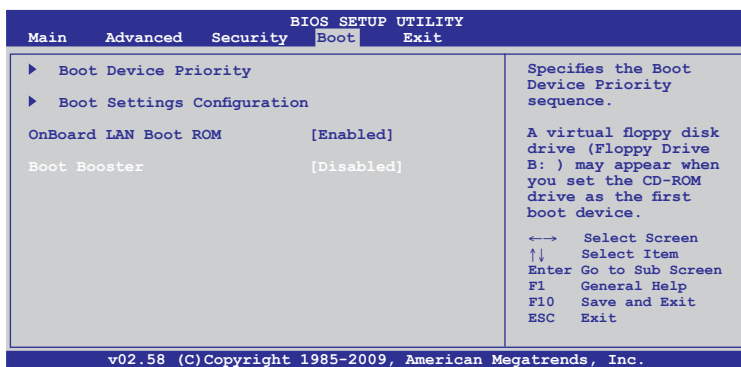 BIOS SETUP UTILITY
Main Advanced Security Boot Exit
▶ Boot Device Priority
▶ Boot Settings Configuration
OnBoard LAN Boot ROM [Enabled]
Boot Booster [Disabled]
Specifies the Boot
Device Priority
sequence.
A virtual floppy disk
drive (Floppy Drive
B: ) may appear when
you set the CD-ROM
drive as the first
boot device.
←→ Select Screen
↑↓ Select Item
Enter Go to Sub Screen
F1 General Help
F10 Save and Exit
ESC Exit
v02.58 (C)Copyright 1985-2009, American Megatrends, Inc.